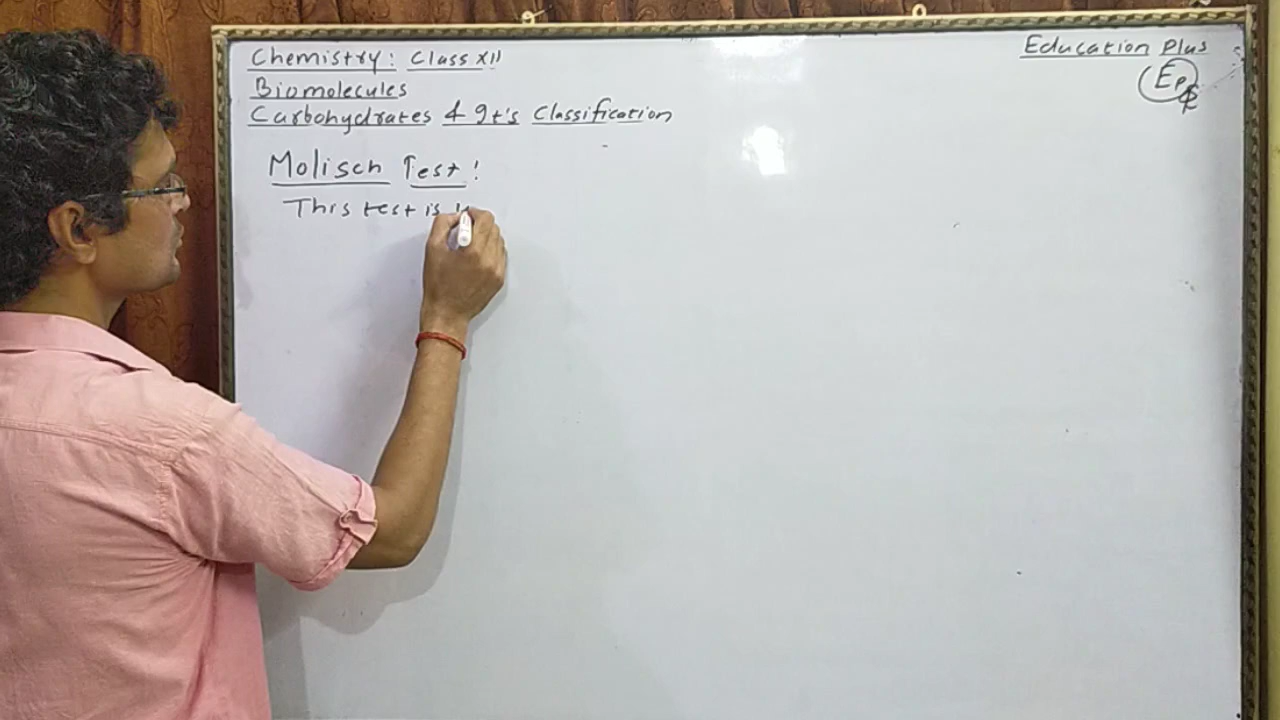 Chemistry: Class XII
Biomolecules
Carbohydrates & It's Classification
Education Plus
EP
Molisch Test:
This test is